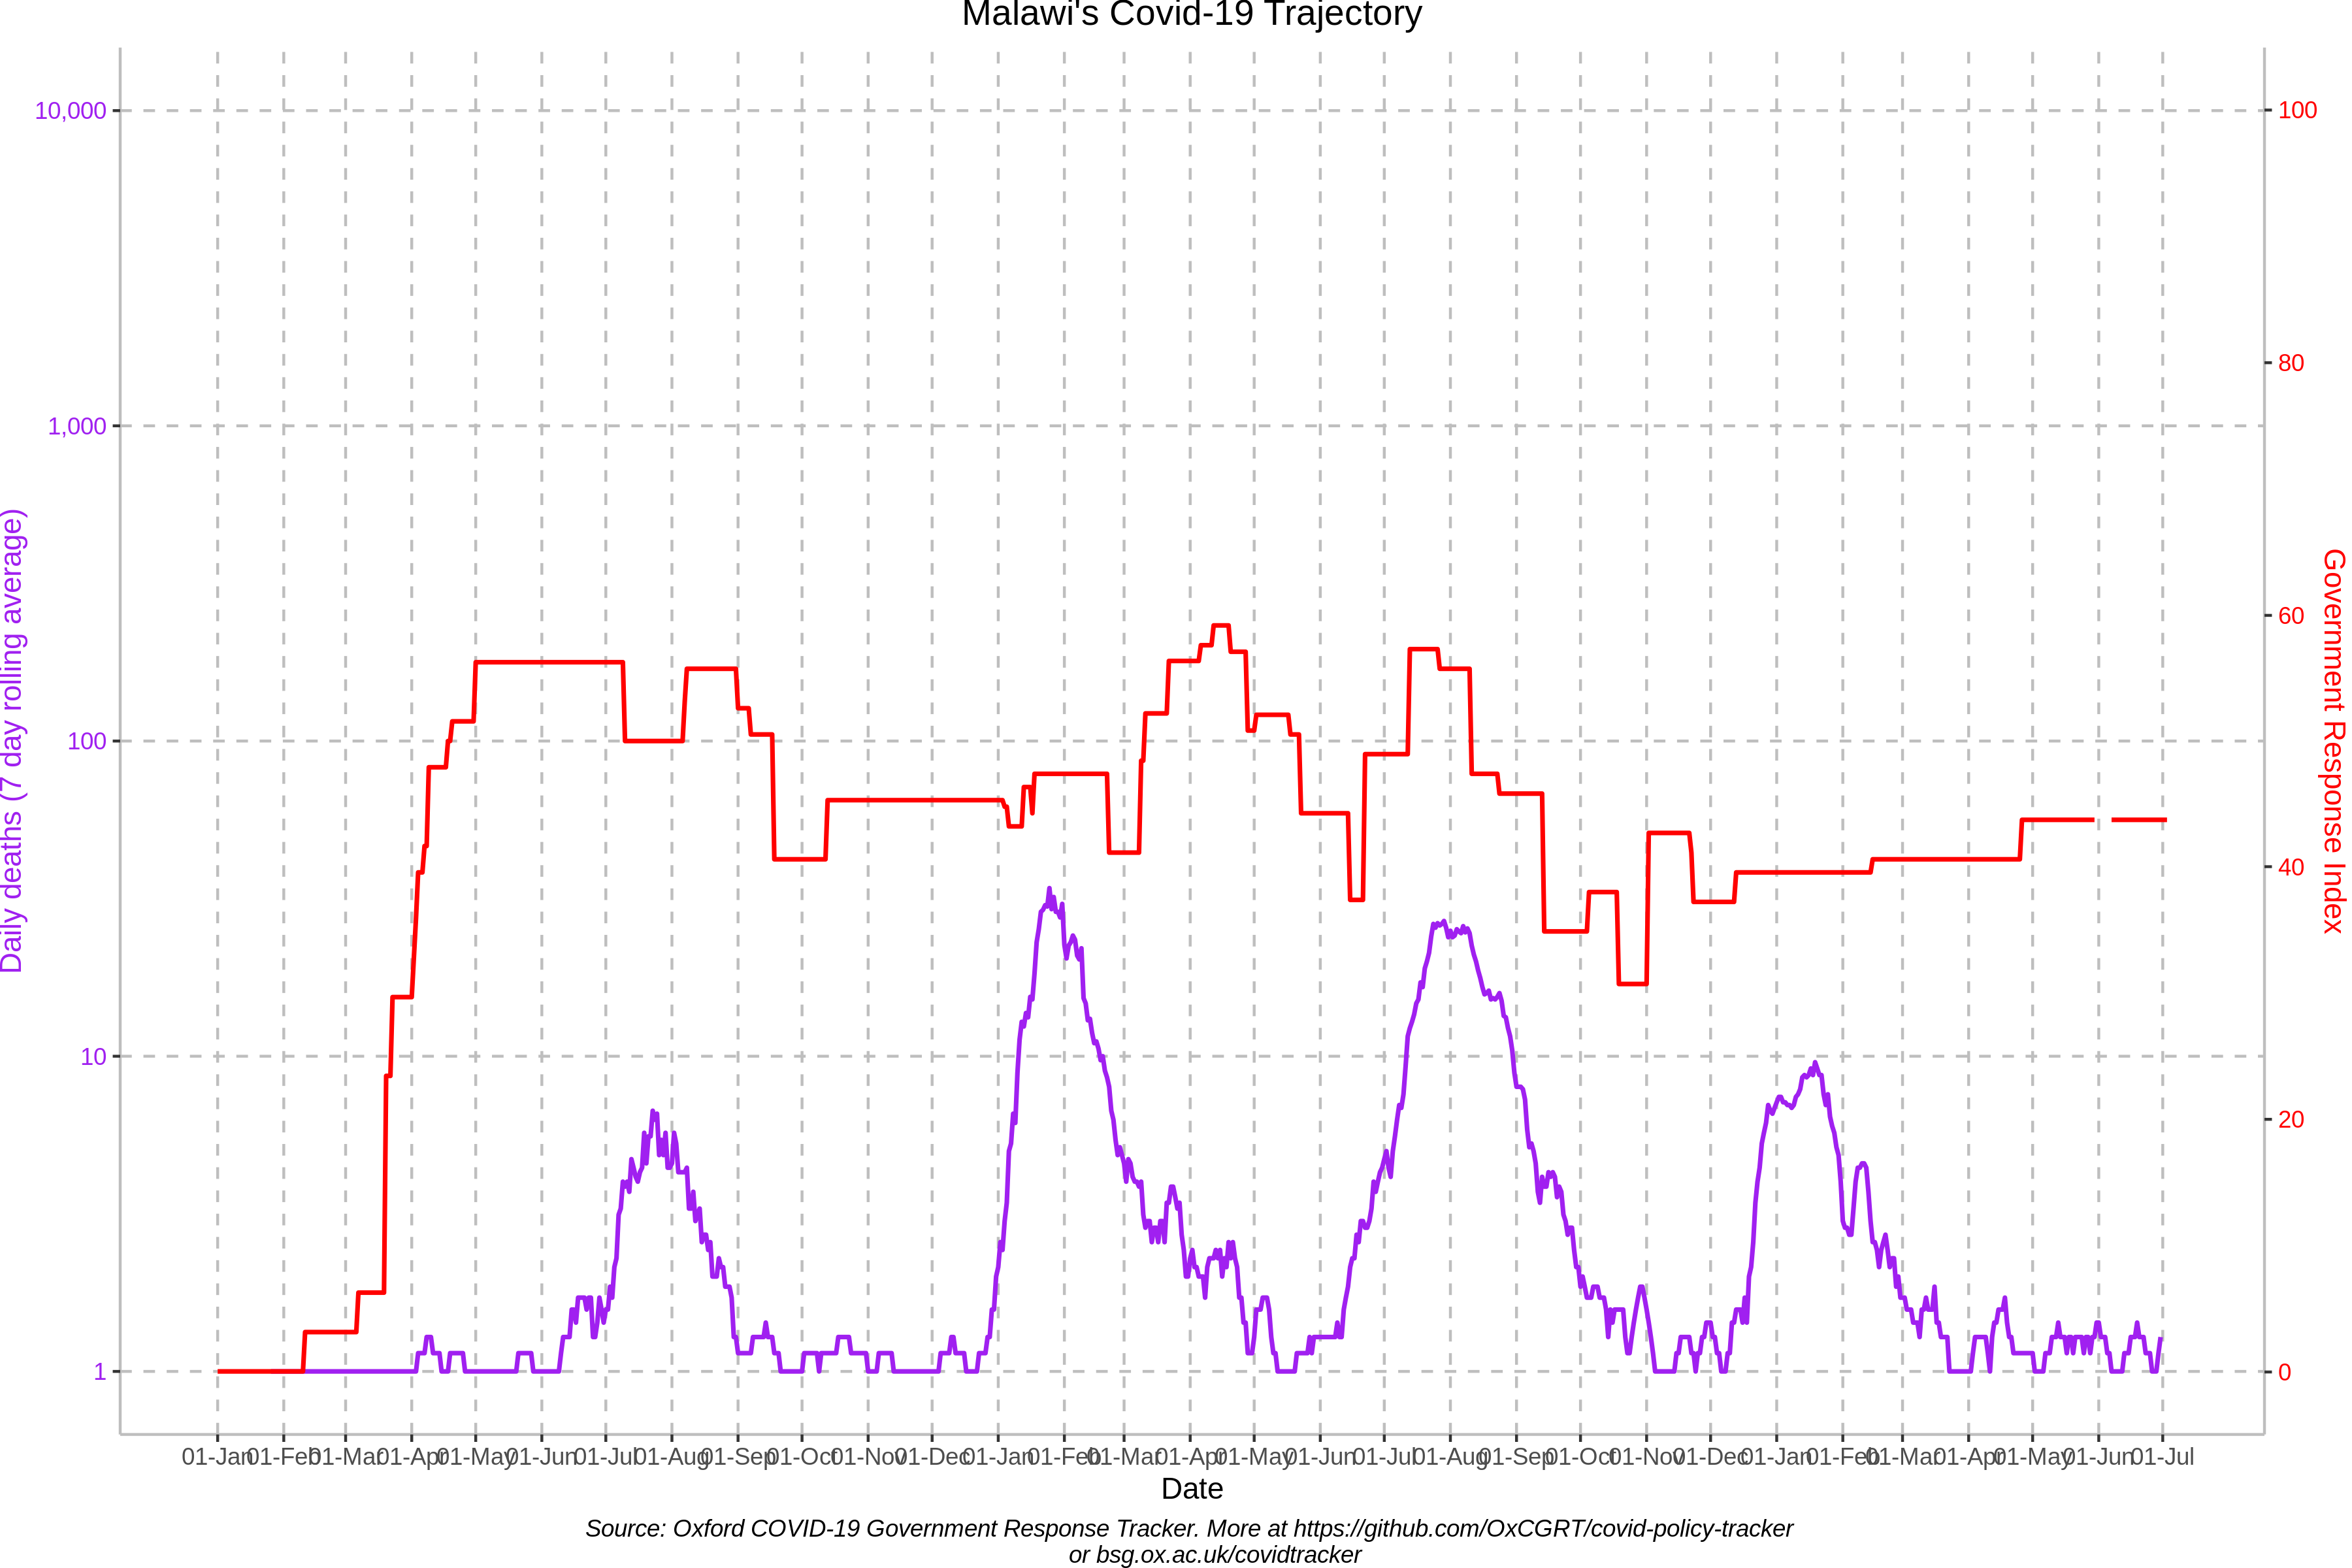 Malawi's Covid-19 Trajectory
10,000
1,000
100
10
1
Daily deaths (7 day rolling average)
100
80
60
40
20
0
Government Response Index
01-Jan 01-Feb 01-Mar 01-Apr 01-May 01-Jun 01-Jul 01-Aug 01-Sep 01-Oct 01-Nov 01-Dec 01-Jan 01-Feb 01-Mar 01-Apr 01-May 01-Jun 01-Jul 01-Aug 01-Sep 01-Oct 01-Nov 01-Dec 01-Jan 01-Feb 01-Mar 01-Apr 01-May 01-Jun 01-Jul
Date
Source: Oxford COVID-19 Government Response Tracker. More at https://github.com/OxCGRT/covid-policy-tracker
or bsg.ox.ac.uk/covidtracker